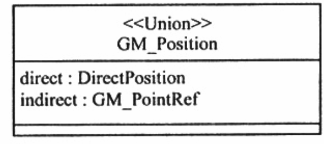 <<Union>>
GM_Position
direct : DirectPosition
indirect : GM_PointRef